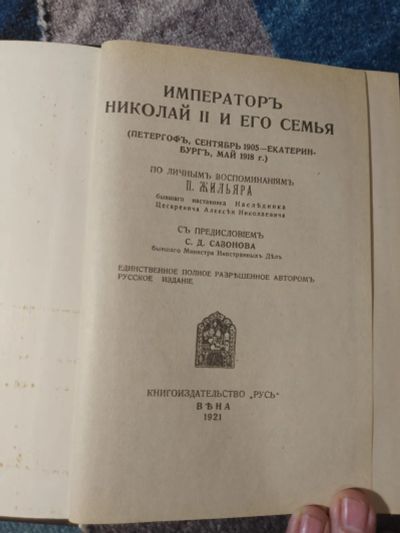 ИМПЕРАТОРЪ
НИКОЛАЙ II И ЕГО СЕМЬЯ
(ПЕТЕРГОФЪ, СЕНТЯБРЬ 1905—ЕКАТЕРИН-
БУРГЪ, МАЙ 1918 г.)
ПО ЛИЧНЫМЪ ВОСПОМИНАНІЯМЪ
П. ЖИЛЬЯРА
бывшаго наставника Наслѣдника
Цесаревича Алексѣя Николаевича
СЪ ПРЕДИСЛОВІЕМЪ
С. Д. САЗОНОВА
бывшаго Министра Иностранныхъ Дѣлъ
ЕДИНСТВЕННОЕ ПОЛНОЕ РАЗРѢШЕННОЕ АВТОРОМЪ
РУССКОЕ ИЗДАНІЕ
КНИГОИЗДАТЕЛЬСТВО „РУСЬ"
ВѢНА
1921